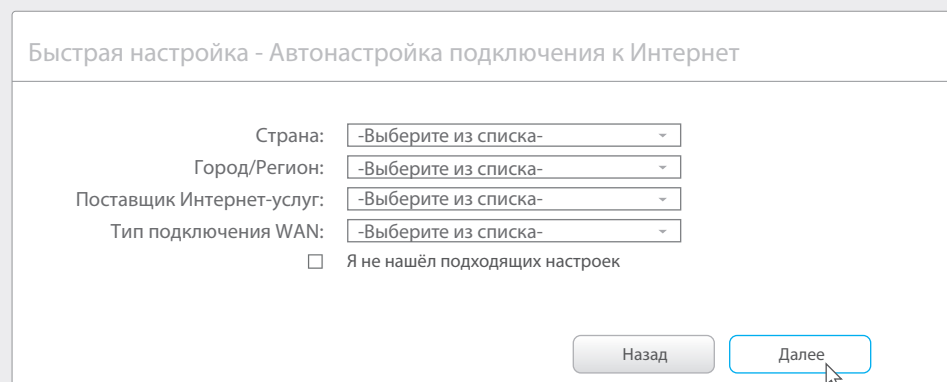 Быстрая настройка - Автонастройка подключения к Интернет
Страна: -Выберите из списка-
Город/Регион: -Выберите из списка-
Поставщик Интернет-услуг: -Выберите из списка-
Тип подключения WAN: -Выберите из списка-
Я не нашёл подходящих настроек
Назад Далее